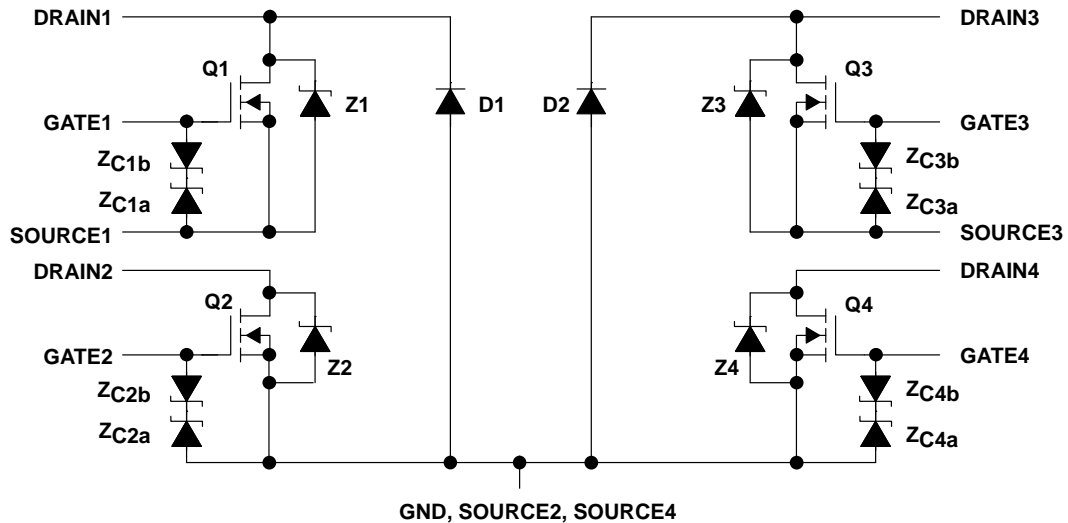 DRAIN1
DRAIN3
Q1
Q3
Z1
D1
D2
Z3
GATE1
GATE3
ZC1b
ZC3b
ZC1a
ZC3a
SOURCE1
SOURCE3
DRAIN2
DRAIN4
Q2
Q4
GATE2
GATE4
Z2
Z4
ZC2b
ZC4b
ZC2a
ZC4a
GND, SOURCE2, SOURCE4